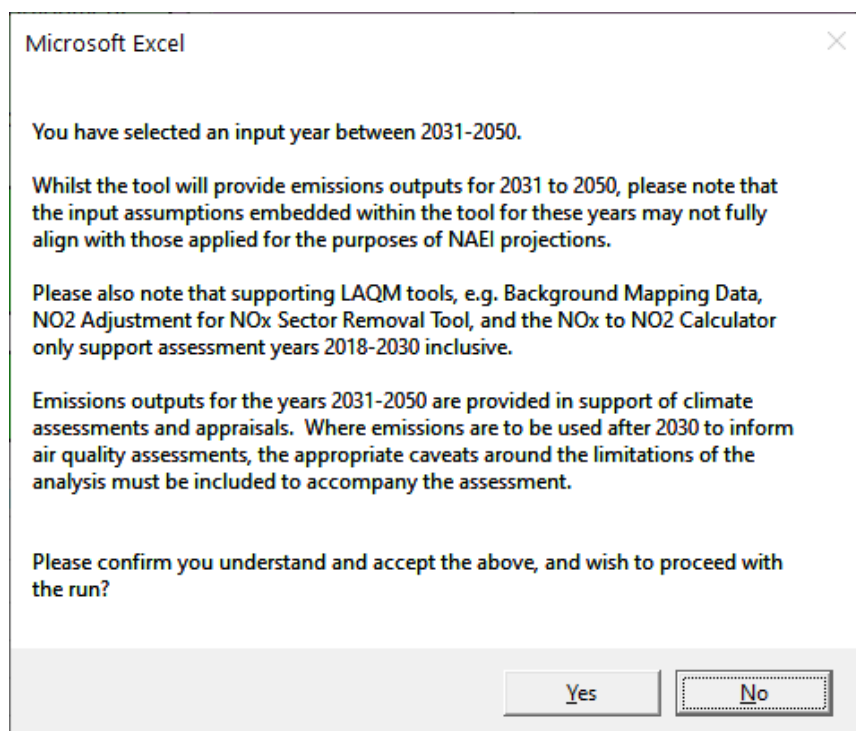 Microsoft Excel
You have selected an input year between 2031-2050.
Whilst the tool will provide emissions outputs for 2031 to 2050, please note that
the input assumptions embedded within the tool for these years may not fully
align with those applied for the purposes of NAEI projections.
Please also note that supporting LAQM tools, e.g. Background Mapping Data,
NO2 Adjustment for NOx Sector Removal Tool, and the NOx to NO2 Calculator
only support assessment years 2018-2030 inclusive.
Emissions outputs for the years 2031-2050 are provided in support of climate
assessments and appraisals.  Where emissions are to be used after 2030 to inform
air quality assessments, the appropriate caveats around the limitations of the
analysis must be included to accompany the assessment.
Please confirm you understand and accept the above, and wish to proceed with
the run?
Yes
No